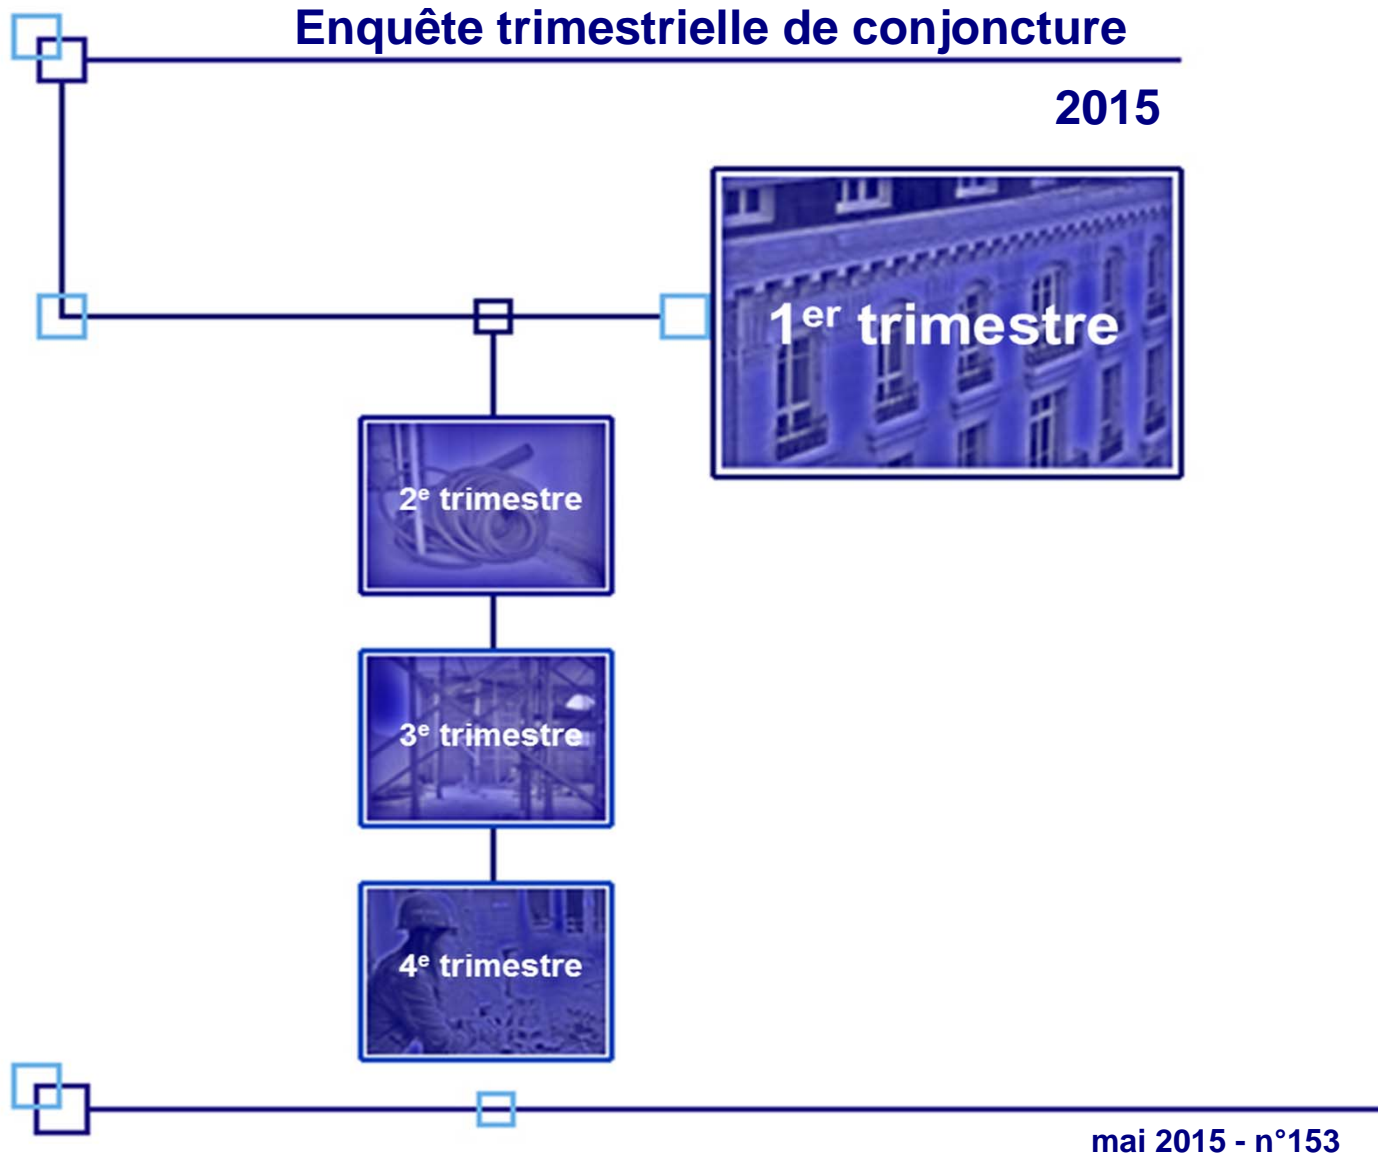 Enquête trimestrielle de conjoncture
2015
1er trimestre
2e trimestre
3e trimestre
4e trimestre
mai 2015 - n°153